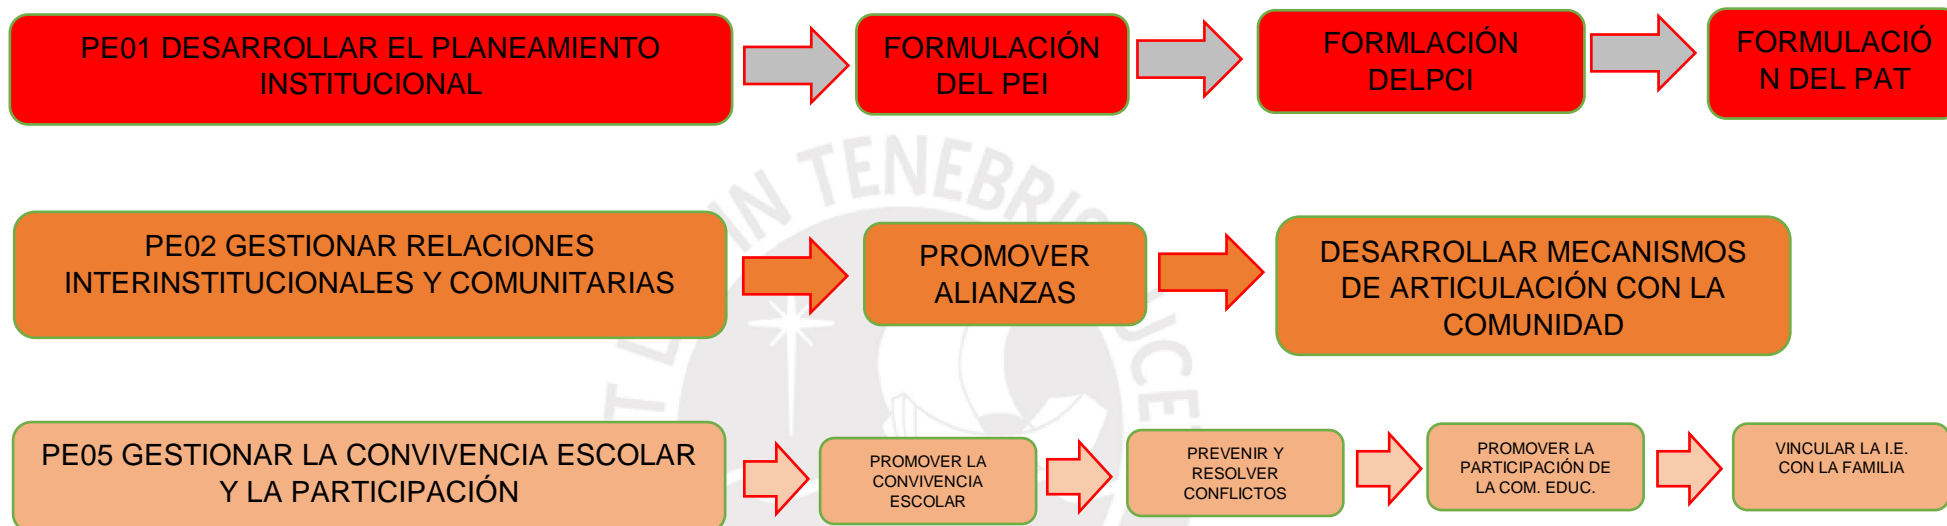 PE01 DESARROLLAR EL PLANEAMIENTO
INSTITUCIONAL
FORMULACIÓN
DEL PEI
FORMLACIÓN
DELPCI
FORMULACIÓ
N DEL PAT
PE02 GESTIONAR RELACIONES
INTERINSTITUCIONALES Y COMUNITARIAS
PROMOVER
ALIANZAS
DESARROLLAR MECANISMOS
DE ARTICULACIÓN CON LA
COMUNIDAD
PE05 GESTIONAR LA CONVIVENCIA ESCOLAR
Y LA PARTICIPACIÓN
PROMOVER LA
CONVIVENCIA
ESCOLAR
PREVENIR Y
RESOLVER
CONFLICTOS
PROMOVER LA
PARTICIPACIÓN DE
LA COM. EDUC.
VINCULAR LA I.E.
CON LA FAMILIA
IN TENEBRIS